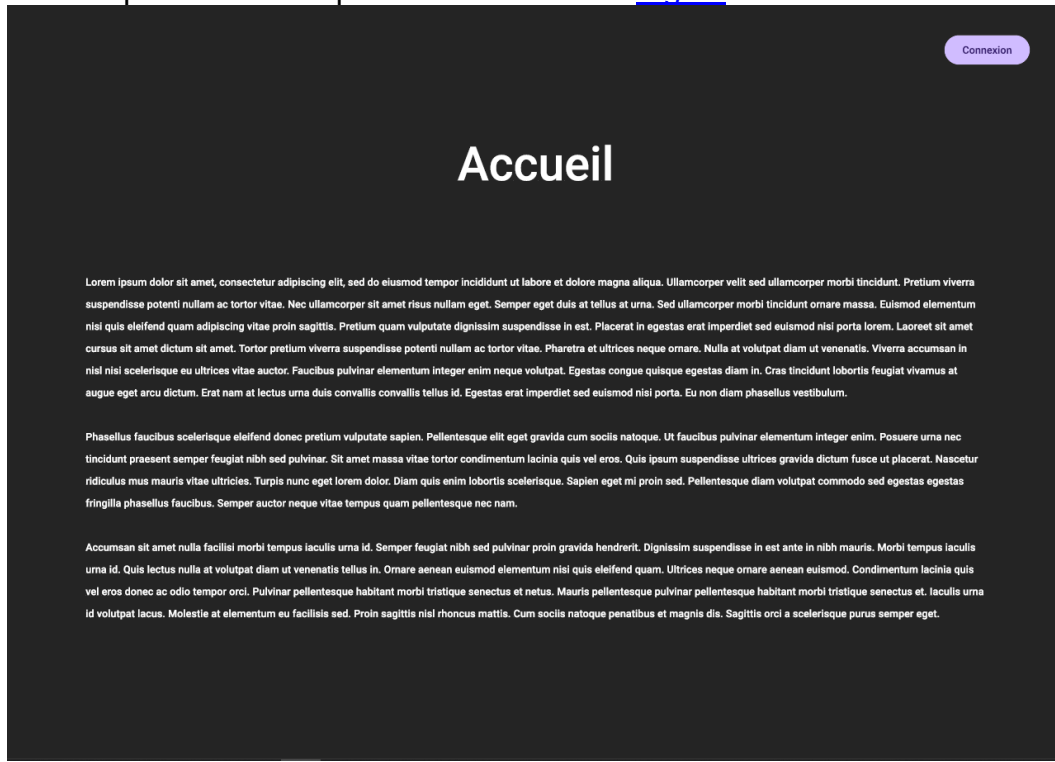 Connexion
Accueil
Lorem ipsum dolor sit amet, consectetur adipiscing elit, sed do eiusmod tempor incididunt ut labore et dolore magna aliqua. Ullamcorper velit sed ullamcorper morbi tincidunt. Pretium viverra
suspendisse potenti nullam ac tortor vitae. Nec ullamcorper sit amet risus nullam eget. Semper eget duis at tellus at urna. Sed ullamcorper morbi tincidunt ornare massa. Euismod elementum
nisi quis eleifend quam adipiscing vitae proin sagittis. Pretium quam vulputate dignissim suspendisse in est. Placerat in egestas erat imperdiet sed euismod nisi porta lorem. Laoreet sit amet
cursus sit amet dictum sit amet. Tortor pretium viverra suspendisse potenti nullam ac tortor vitae. Pharetra et ultrices neque ornare. Nulla at volutpat diam ut venenatis. Viverra accumsan in
nisl nisi scelerisque eu ultrices vitae auctor. Faucibus pulvinar elementum integer enim neque volutpat. Egestas congue quisque egestas diam in. Cras tincidunt lobortis feugiat vivamus at
augue eget arcu dictum. Erat nam at lectus urna duis convallis convallis tellus id. Egestas erat imperdiet sed euismod nisi porta. Eu non diam phasellus vestibulum.
Phasellus faucibus scelerisque eleifend donec pretium vulputate sapien. Pellentesque elit eget gravida cum sociis natoque. Ut faucibus pulvinar elementum integer enim. Posuere urna nec
tincidunt praesent semper feugiat nibh sed pulvinar. Sit amet massa vitae tortor condimentum lacinia quis vel eros. Quis ipsum suspendisse ultrices gravida dictum fusce ut placerat. Nascetur
ridiculus mus mauris vitae ultricies. Turpis nunc eget lorem dolor. Diam quis enim lobortis scelerisque. Sapien eget mi proin sed. Pellentesque diam volutpat commodo sed egestas egestas
fringilla phasellus faucibus. Semper auctor neque vitae tempus quam pellentesque nec nam.
Accumsan sit amet nulla facilisi morbi tempus iaculis urna id. Semper feugiat nibh sed pulvinar proin gravida hendrerit. Dignissim suspendisse in est ante in nibh mauris. Morbi tempus iaculis
urna id. Quis lectus nulla at volutpat diam ut venenatis tellus in. Ornare aenean euismod elementum nisi quis eleifend quam. Ultrices neque ornare aenean euismod. Condimentum lacinia quis
vel eros donec ac odio tempor orci. Pulvinar pellentesque habitant morbi tristique senectus et netus. Mauris pellentesque pulvinar pellentesque habitant morbi tristique senectus et. Iaculis urna
id volutpat lacus. Molestie at elementum eu facilisis sed. Proin sagittis nisl rhoncus mattis. Cum sociis natoque penatibus et magnis dis. Sagittis orci a scelerisque purus semper eget.